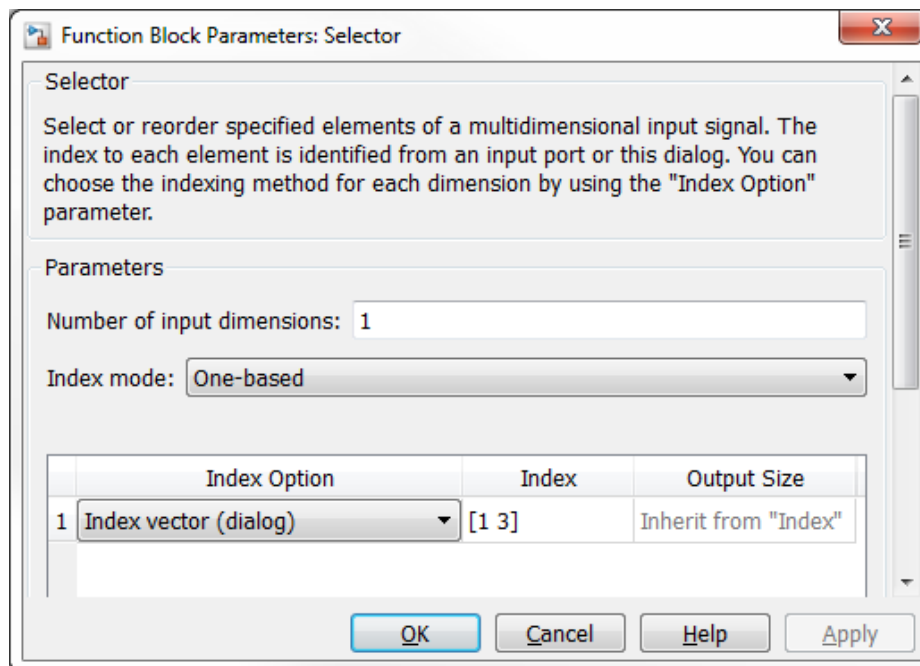 Function Block Parameters: Selector
Selector
Select or reorder specified elements of a multidimensional input signal. The
index to each element is identified from an input port or this dialog. You can
choose the indexing method for each dimension by using the "Index Option"
parameter.
Parameters
Number of input dimensions: 1
Index mode: One-based
Index Option Index Output Size
1 Index vector (dialog) [1 3] Inherit from "Index"
OK Cancel Help Apply